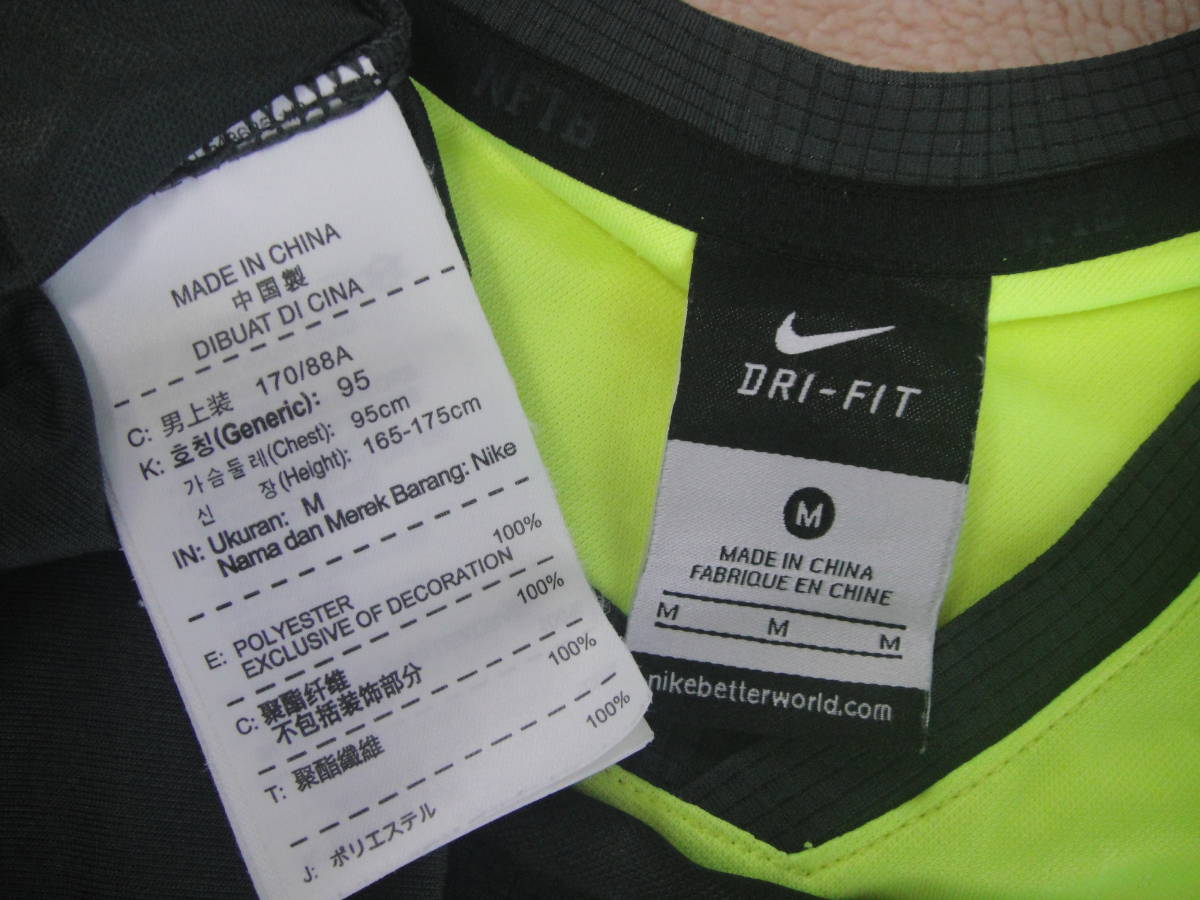 MADE IN CHINA
中国製
DIBUAT DI CINA
C: 男上装 170/88A
K: 호칭(Generic): 95
가슴둘레(Chest): 95cm
신 장(Height): 165-175cm
IN: Ukuran: M
Nama dan Merek Barang: Nike
100%
E: POLYESTER
EXCLUSIVE OF DECORATION
100%
C: 聚酯纤维
不包括装饰部分
100%
T: 聚酯纖維
100%
J: ポリエステル
DRI-FIT
M
MADE IN CHINA
FABRIQUE EN CHINE
M M M
nikebetterworld.com